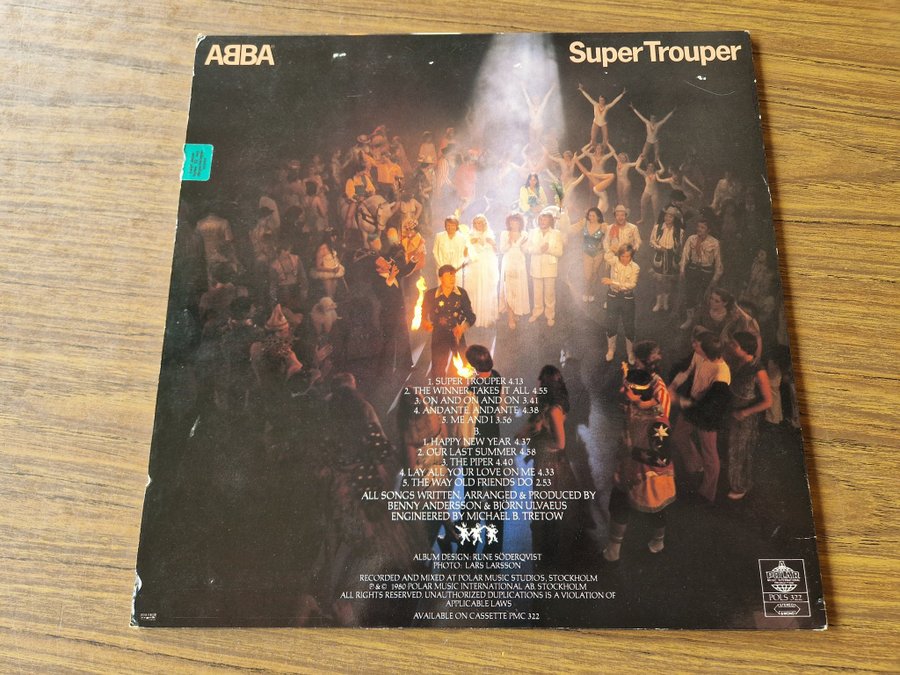 ABBA
Super Trouper
1. SUPER TROUPER 4.13
2. THE WINNER TAKES IT ALL 4.55
3. ON AND ON AND ON 3.41
4. ANDANTE ANDANTE 4.38
5. ME AND I 3.56
B.
1. HAPPY NEW YEAR 4.37
2. OUR LAST SUMMER 4.58
3. THE PIPER 4.40
4. LAY ALL YOUR LOVE ON ME 4.33
5. THE WAY OLD FRIENDS DO 2.53
ALL SONGS WRITTEN, ARRANGED & PRODUCED BY
BENNY ANDERSSON & BJÖRN ULVAEUS
ENGINEERED BY MICHAEL B. TRETOW
ALBUM DESIGN: RUNE SÖDERQVIST
PHOTO: LARS LARSSON
RECORDED AND MIXED AT POLAR MUSIC STUDIOS, STOCKHOLM
℗ & © 1980 POLAR MUSIC INTERNATIONAL AB, STOCKHOLM
ALL RIGHTS RESERVED. UNAUTHORIZED DUPLICATIONS IS A VIOLATION OF
APPLICABLE LAWS
AVAILABLE ON CASSETTE PMC 322
POLAR
POLS 322